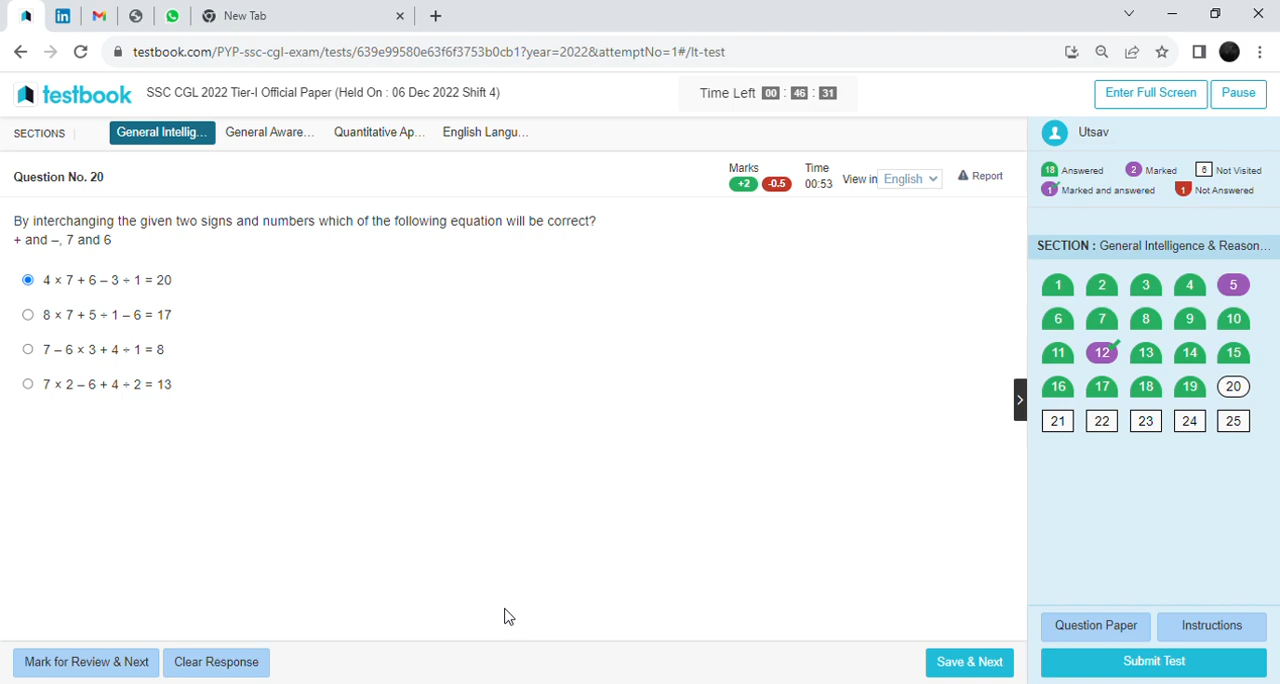 New Tab
testbook.com/PYP-ssc-cgl-exam/tests/639e99580e63f6f3753b0cb1?year=2022&attemptNo=1#/lt-test
testbook
SSC CGL 2022 Tier-I Official Paper (Held On : 06 Dec 2022 Shift 4)
Time Left 00 : 46 : 31
Enter Full Screen
Pause
SECTIONS
General Intellig...
General Aware...
Quantitative Ap...
English Langu...
Utsav
Question No. 20
Marks
+2 -0.5
Time
00:53
View in English
Report
18 Answered
2 Marked
6 Not Visited
1 Marked and answered
1 Not Answered
By interchanging the given two signs and numbers which of the following equation will be correct?
+ and –, 7 and 6
4 × 7 + 6 – 3 ÷ 1 = 20
8 × 7 + 5 ÷ 1 – 6 = 17
7 – 6 × 3 + 4 ÷ 1 = 8
7 × 2 – 6 + 4 ÷ 2 = 13
SECTION : General Intelligence & Reason...
1 2 3 4 5
6 7 8 9 10
11 12 13 14 15
16 17 18 19 20
21 22 23 24 25
Question Paper
Instructions
Mark for Review & Next
Clear Response
Save & Next
Submit Test